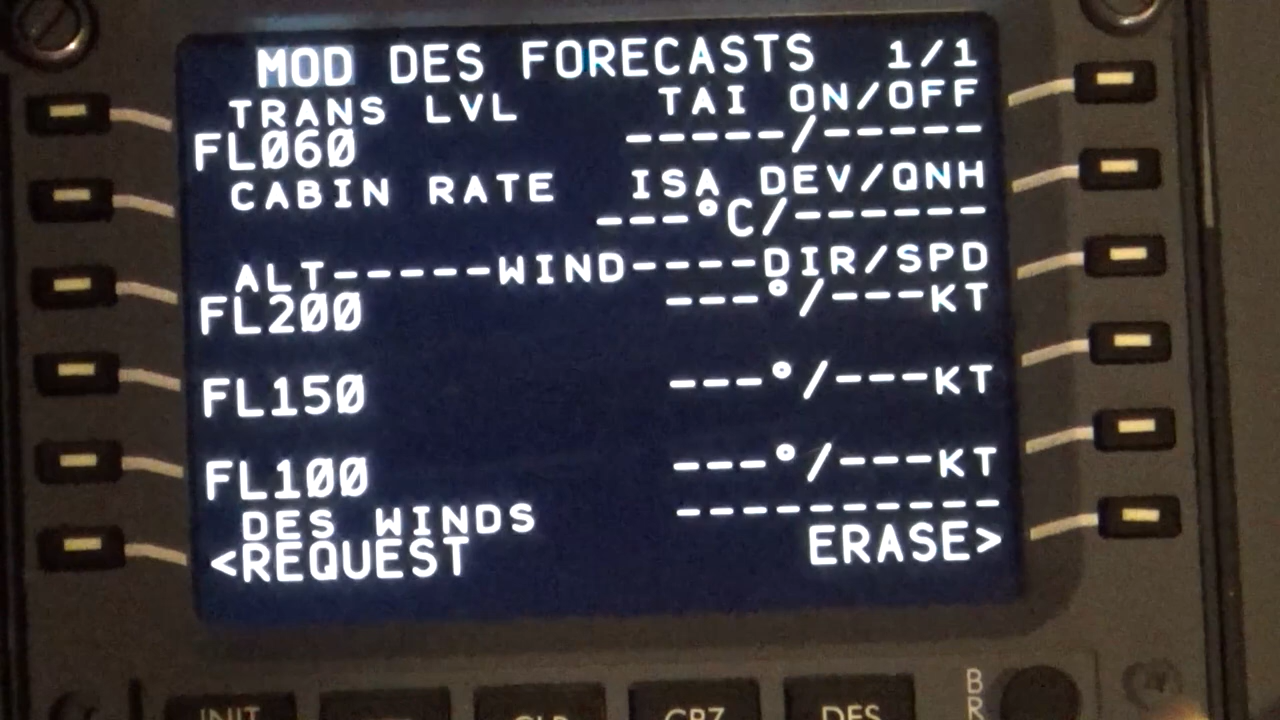 MOD DES FORECASTS 1/1
TRANS LVL TAI ON/OFF
FL060 -----/-----
CABIN RATE ISA DEV/QNH
---°C/------
ALT-----WIND----DIR/SPD
FL200 ---°/---KT
FL150 ---°/---KT
FL100 ---°/---KT
DES WINDS ----------
<REQUEST ERASE>
INIT CRZ DES BR